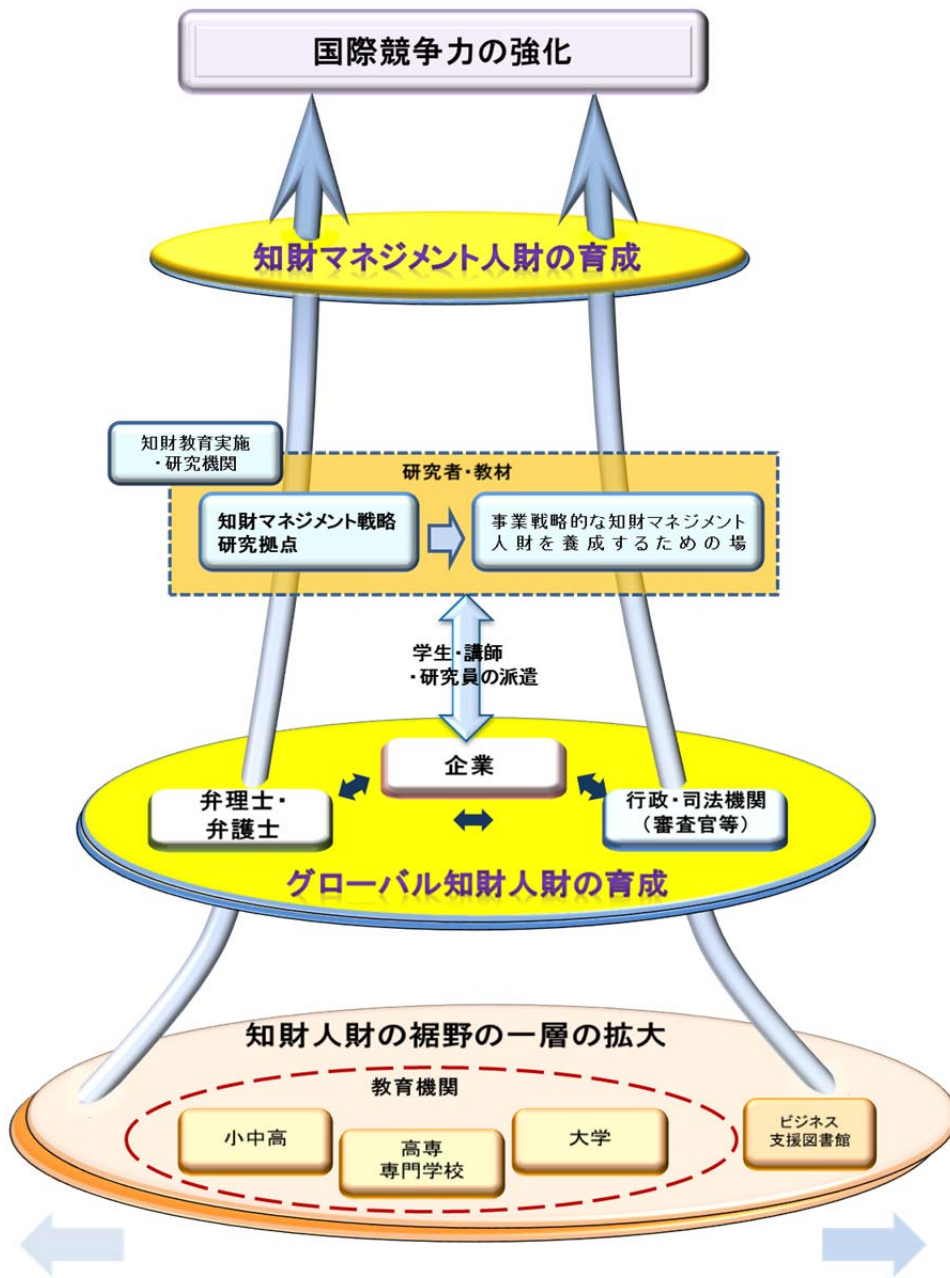 国際競争力の強化
知財マネジメント人財の育成
知財教育実施
・研究機関
研究者・教材
知財マネジメント戦略
研究拠点
事業戦略的な知財マネジメント
人財を養成するための場
学生・講師
・研究員の派遣
企業
弁理士・
弁護士
行政・司法機関
（審査官等）
グローバル知財人財の育成
知財人財の裾野の一層の拡大
教育機関
小中高
高専
専門学校
大学
ビジネス
支援図書館